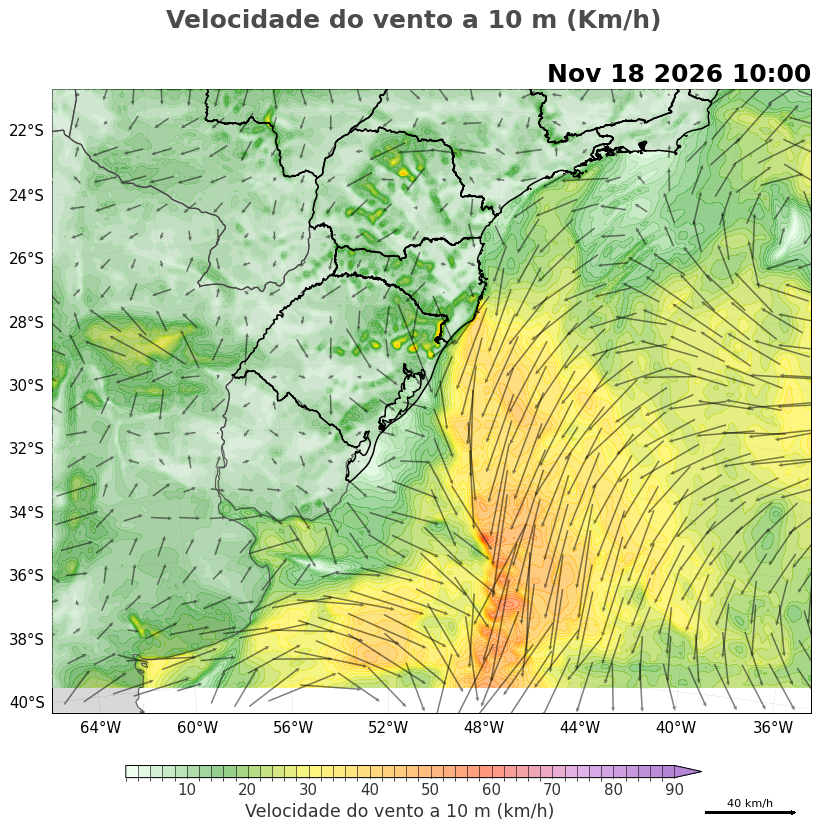 Velocidade do vento a 10 m (Km/h)
Nov 18 2026 10:00
22°S
24°S
26°S
28°S
30°S
32°S
34°S
36°S
38°S
40°S
64°W 60°W 56°W 52°W 48°W 44°W 40°W 36°W
10 20 30 40 50 60 70 80 90
Velocidade do vento a 10 m (km/h)
40 km/h